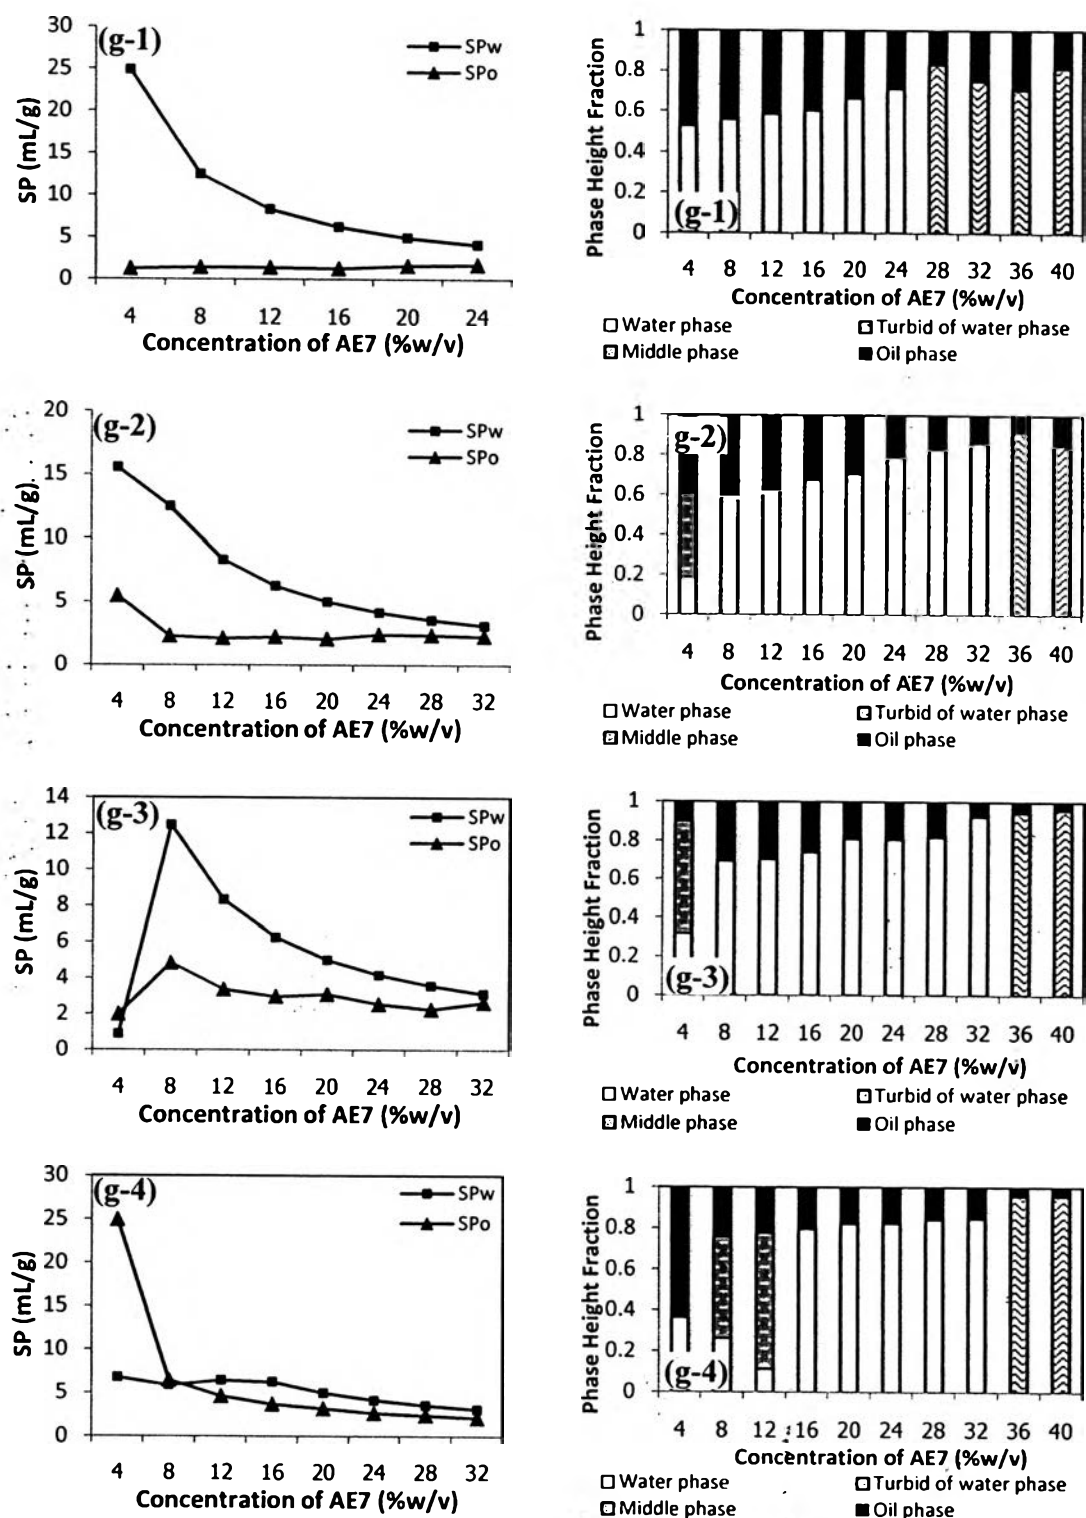 (g-1)
SPw
SPo
30
25
20
15
10
5
0
SP (mL/g)
4 8 12 16 20 24
Concentration of AE7 (%w/v)
1
0.8
0.6
0.4
0.2
0
Phase Height Fraction
(g-1)
4 8 12 16 20 24 28 32 36 40
Concentration of AE7 (%w/v)
Water phase Turbid of water phase
Middle phase Oil phase
(g-2)
SPw
SPo
20
15
10
5
0
SP (mL/g)
4 8 12 16 20 24 28 32
Concentration of AE7 (%w/v)
g-2)
1
0.8
0.6
0.4
0.2
0
Phase Height Fraction
4 8 12 16 20 24 28 32 36 40
Concentration of AE7 (%w/v)
Water phase Turbid of water phase
Middle phase Oil phase
(g-3)
SPw
SPo
14
12
10
8
6
4
2
0
SP (mL/g)
4 8 12 16 20 24 28 32
Concentration of AE7 (%w/v)
1
0.8
0.6
0.4
0.2
0
Phase Height Fraction
(g-3)
4 8 12 16 20 24 28 32 36 40
Concentration of AE7 (%w/v)
Water phase Turbid of water phase
Middle phase Oil phase
(g-4)
SPw
SPo
30
25
20
15
10
5
0
SP (mL/g)
4 8 12 16 20 24 28 32
Concentration of AE7 (%w/v)
1
0.8
0.6
0.4
0.2
0
Phase Height Fraction
(g-4)
4 8 12 16 20 24 28 32 36 40
Concentration of AE7 (%w/v)
Water phase Turbid of water phase
Middle phase Oil phase